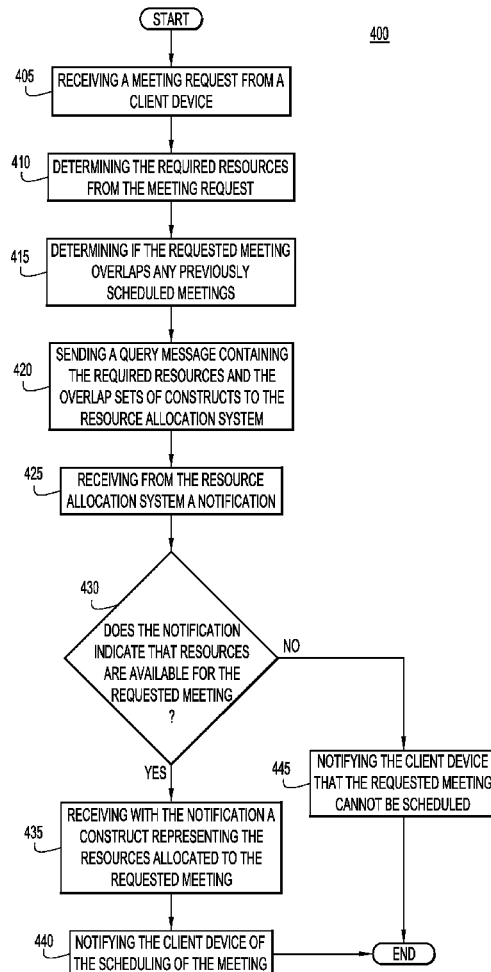 START
400
405
RECEIVING A MEETING REQUEST FROM A
CLIENT DEVICE
410
DETERMINING THE REQUIRED RESOURCES
FROM THE MEETING REQUEST
415
DETERMINING IF THE REQUESTED MEETING
OVERLAPS ANY PREVIOUSLY
SCHEDULED MEETINGS
420
SENDING A QUERY MESSAGE CONTAINING
THE REQUIRED RESOURCES AND THE
OVERLAP SETS OF CONSTRUCTS TO THE
RESOURCE ALLOCATION SYSTEM
425
RECEIVING FROM THE RESOURCE
ALLOCATION SYSTEM A NOTIFICATION
430
DOES THE NOTIFICATION
INDICATE THAT RESOURCES
ARE AVAILABLE FOR THE
REQUESTED MEETING
?
NO
YES
445
NOTIFYING THE CLIENT DEVICE
THAT THE REQUESTED MEETING
CANNOT BE SCHEDULED
435
RECEIVING WITH THE NOTIFICATION A
CONSTRUCT REPRESENTING THE
RESOURCES ALLOCATED TO THE
REQUESTED MEETING
440
NOTIFYING THE CLIENT DEVICE OF
THE SCHEDULING OF THE MEETING
END